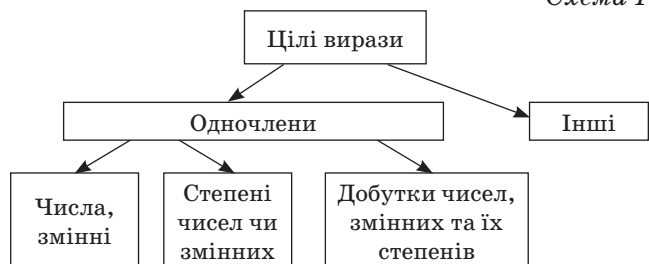 Схема 1
Цілі вирази
Одночлени
Інші
Числа,
змінні
Степені
чисел чи
змінних
Добутки чисел,
змінних та їх
степенів